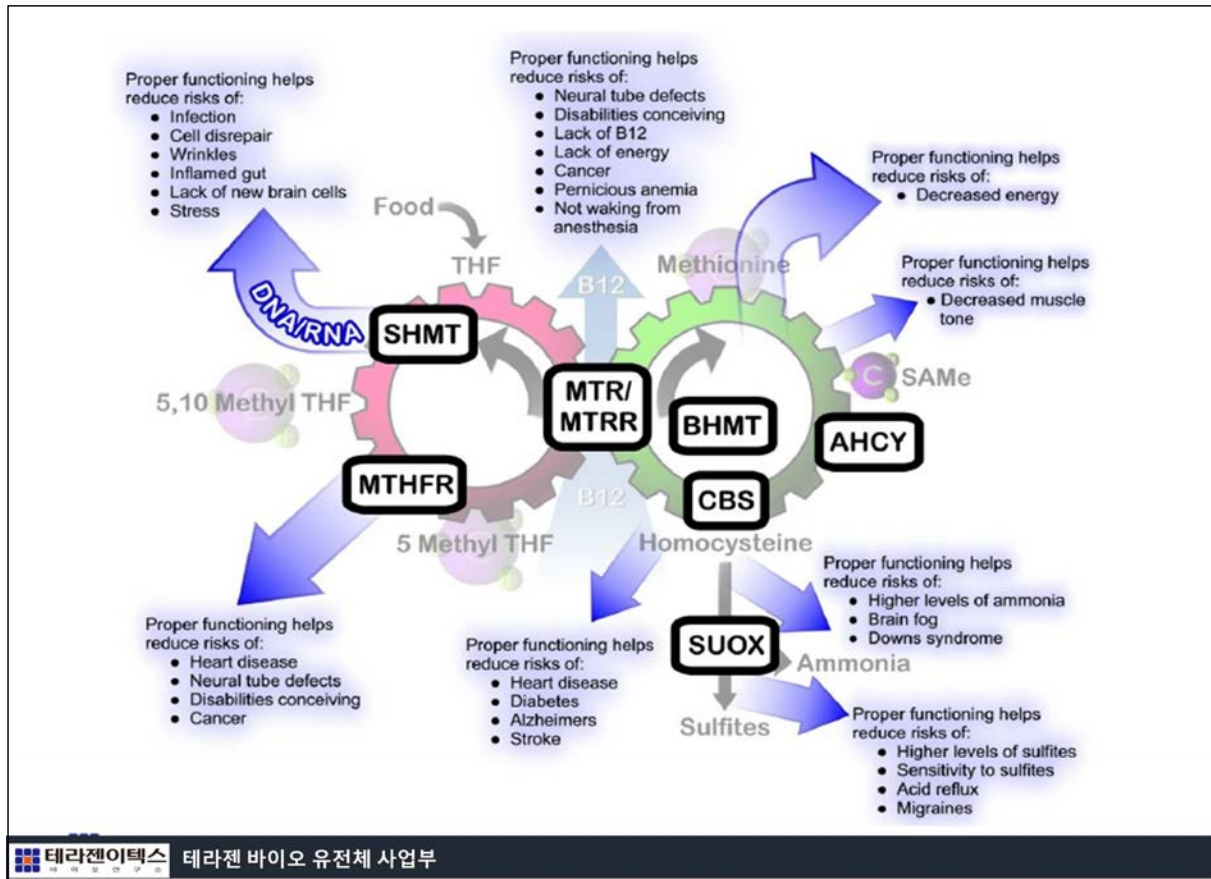 Proper functioning helps
reduce risks of:
● Infection
● Cell disrepair
● Wrinkles
● Inflamed gut
● Lack of new brain cells
● Stress
Proper functioning helps
reduce risks of:
● Neural tube defects
● Disabilities conceiving
● Lack of B12
● Lack of energy
● Cancer
● Pernicious anemia
● Not waking from
anesthesia
Proper functioning helps
reduce risks of:
● Decreased energy
Proper functioning helps
reduce risks of:
● Decreased muscle
tone
Food
THF
B12
Methionine
DNA/RNA
SHMT
5,10 Methyl THF
MTR/
MTRR
BHMT
C
SAMe
AHCY
MTHFR
B12
CBS
5 Methyl THF
Homocysteine
Proper functioning helps
reduce risks of:
● Heart disease
● Neural tube defects
● Disabilities conceiving
● Cancer
Proper functioning helps
reduce risks of:
● Heart disease
● Diabetes
● Alzheimers
● Stroke
Proper functioning helps
reduce risks of:
● Higher levels of ammonia
● Brain fog
● Downs syndrome
SUOX
Ammonia
Sulfites
Proper functioning helps
reduce risks of:
● Higher levels of sulfites
● Sensitivity to sulfites
● Acid reflux
● Migraines
테라젠이텍스
바이오연구소
테라젠 바이오 유전체 사업부